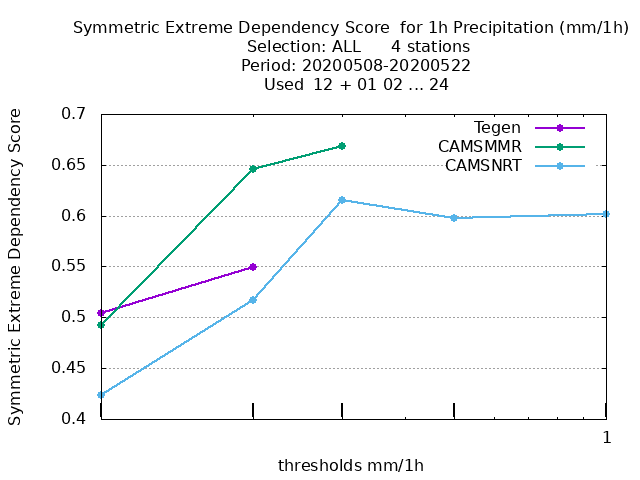 Symmetric Extreme Dependency Score  for 1h Precipitation (mm/1h)
Selection: ALL      4 stations
Period: 20200508-20200522
Used  12 + 01 02 ... 24
Symmetric Extreme Dependency Score
0.7
0.65
0.6
0.55
0.5
0.45
0.4
Tegen
CAMSMMR
CAMSNRT
1
thresholds mm/1h